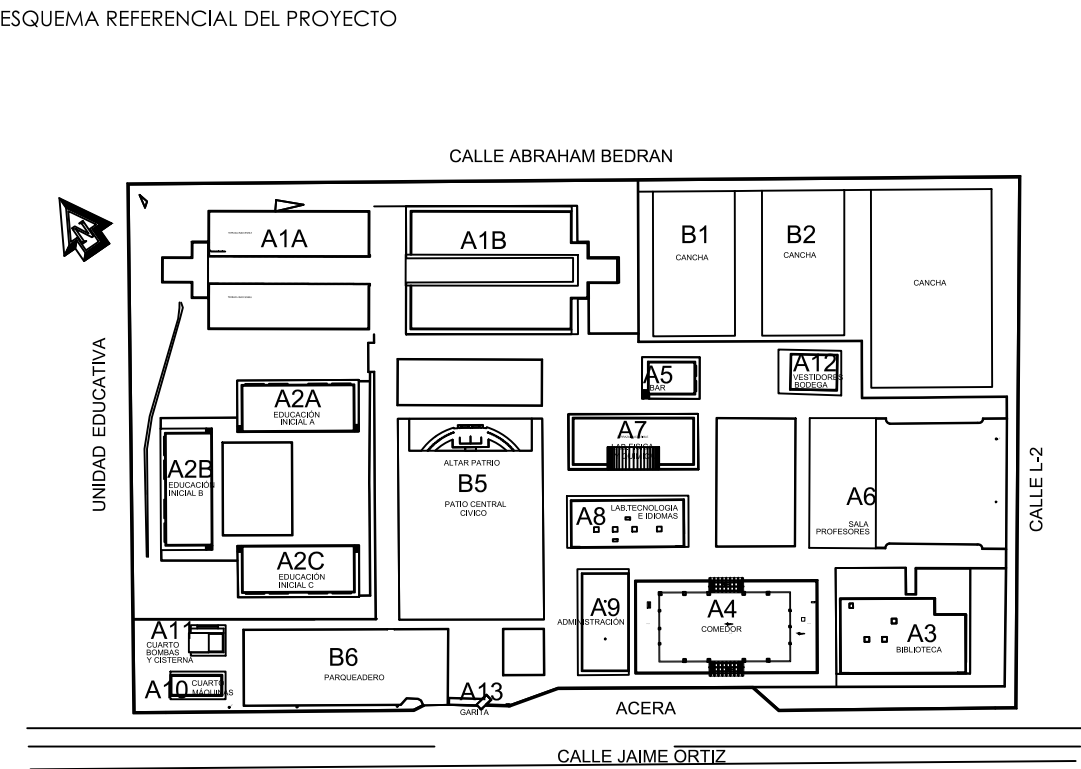 ESQUEMA REFERENCIAL DEL PROYECTO
CALLE ABRAHAM BEDRAN
N
A1A
A1B
B1
CANCHA
B2
CANCHA
CANCHA
UNIDAD EDUCATIVA
A5
BAR
A12
VESTIDORES
BODEGA
A2A
EDUCACIÓN
INICIAL A
A7
LAB.FISICA
Y QUIMICA
ALTAR PATRIO
B5
PATIO CENTRAL
CIVICO
A2B
EDUCACIÓN
INICIAL B
A8
LAB.TECNOLOGIA
E IDIOMAS
A6
SALA
PROFESORES
CALLE L-2
A2C
EDUCACIÓN
INICIAL C
A9
ADMINISTRACIÓN
A4
COMEDOR
A3
BIBLIOTECA
A11
CUARTO
BOMBAS
Y CISTERNA
B6
PARQUEADERO
A10
CUARTO
MÁQUINAS
A13
GARITA
ACERA
CALLE JAIME ORTIZ